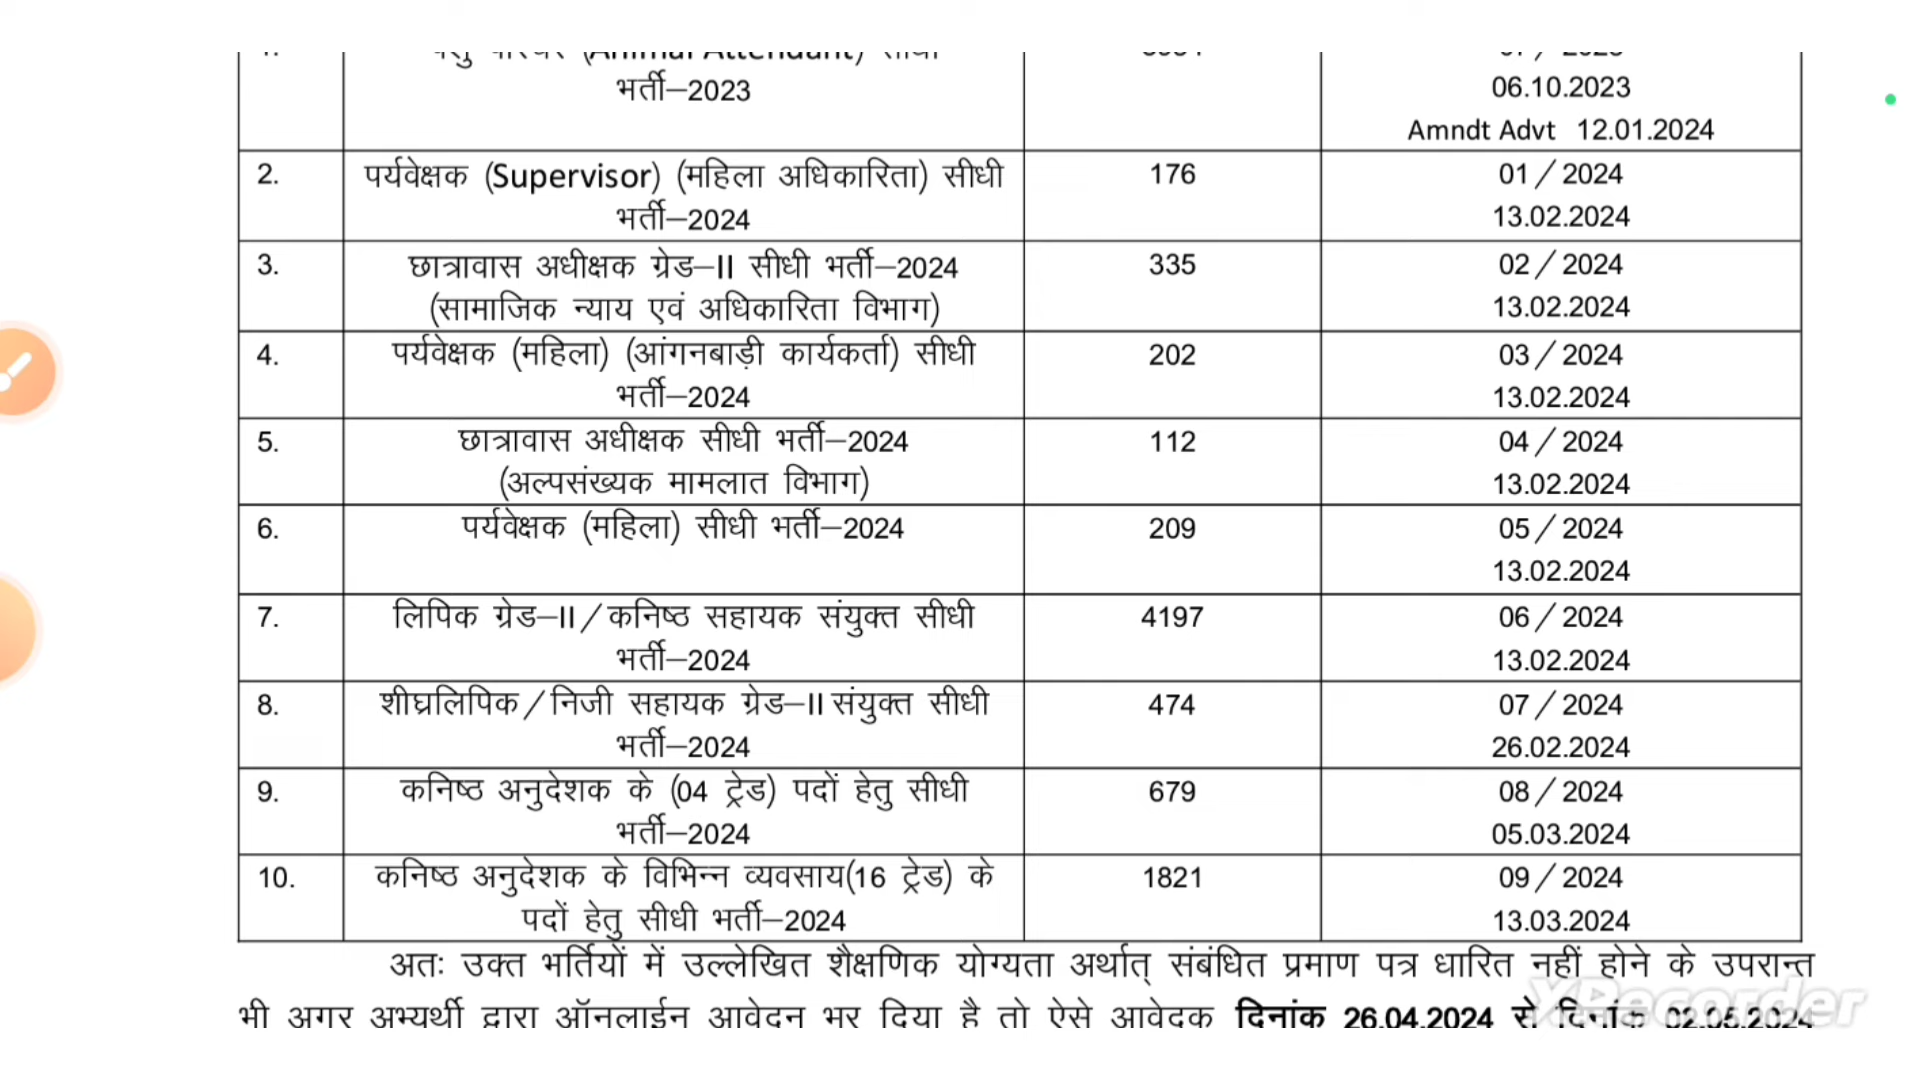 (Animal Attendant)
भर्ती–2023
06.10.2023
Amndt Advt 12.01.2024
2. पर्यवेक्षक (Supervisor) (महिला अधिकारिता) सीधी 176 01/2024
भर्ती–2024 13.02.2024
3. छात्रावास अधीक्षक ग्रेड–II सीधी भर्ती–2024 335 02/2024
(सामाजिक न्याय एवं अधिकारिता विभाग) 13.02.2024
4. पर्यवेक्षक (महिला) (आंगनबाड़ी कार्यकर्ता) सीधी 202 03/2024
भर्ती–2024 13.02.2024
5. छात्रावास अधीक्षक सीधी भर्ती–2024 112 04/2024
(अल्पसंख्यक मामलात विभाग) 13.02.2024
6. पर्यवेक्षक (महिला) सीधी भर्ती–2024 209 05/2024
13.02.2024
7. लिपिक ग्रेड–II/कनिष्ठ सहायक संयुक्त सीधी 4197 06/2024
भर्ती–2024 13.02.2024
8. शीघ्रलिपिक/निजी सहायक ग्रेड–II संयुक्त सीधी 474 07/2024
भर्ती–2024 26.02.2024
9. कनिष्ठ अनुदेशक के (04 ट्रेड) पदों हेतु सीधी 679 08/2024
भर्ती–2024 05.03.2024
10. कनिष्ठ अनुदेशक के विभिन्न व्यवसाय(16 ट्रेड) के 1821 09/2024
पदों हेतु सीधी भर्ती–2024 13.03.2024
अतः उक्त भर्तियों में उल्लेखित शैक्षणिक योग्यता अर्थात् संबंधित प्रमाण पत्र धारित नहीं होने के उपरान्त
भी अगर अभ्यर्थी द्वारा ऑनलाईन आवेदन भर दिया है तो ऐसे आवेदक दिनांक 26.04.2024 से दिनांक 02.05.2024
XRecorder